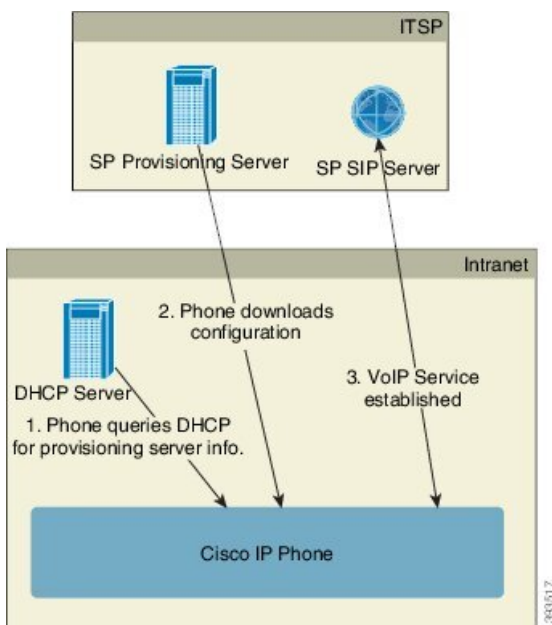 ITSP
SP Provisioning Server
SP SIP Server
Intranet
2. Phone downloads
configuration
DHCP Server
3. VoIP Service
established
1. Phone queries DHCP
for provisioning server info.
Cisco IP Phone
393517